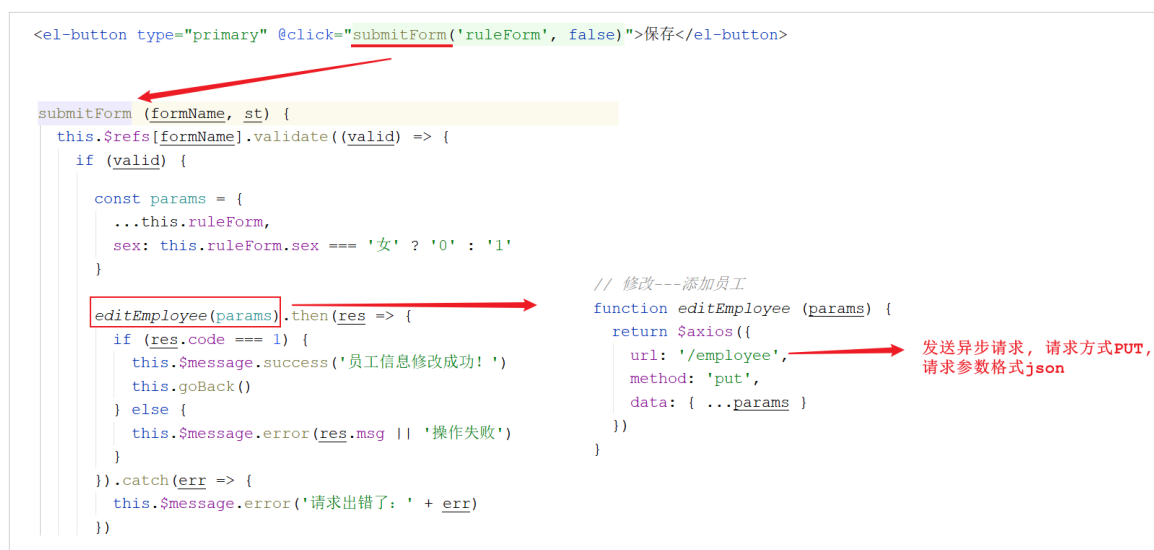 <el-button type="primary" @click="submitForm('ruleForm', false)">保存</el-button>
submitForm (formName, st) {
this.$refs[formName].validate((valid) => {
if (valid) {
const params = {
...this.ruleForm,
sex: this.ruleForm.sex === '女' ? '0' : '1'
}
editEmployee(params).then(res => {
if (res.code === 1) {
this.$message.success('员工信息修改成功！')
this.goBack()
} else {
this.$message.error(res.msg || '操作失败')
}
}).catch(err => {
this.$message.error('请求出错了：' + err)
})
// 修改---添加员工
function editEmployee (params) {
return $axios({
url: '/employee',
method: 'put',
data: { ...params }
})
}
发送异步请求, 请求方式PUT,
请求参数格式json